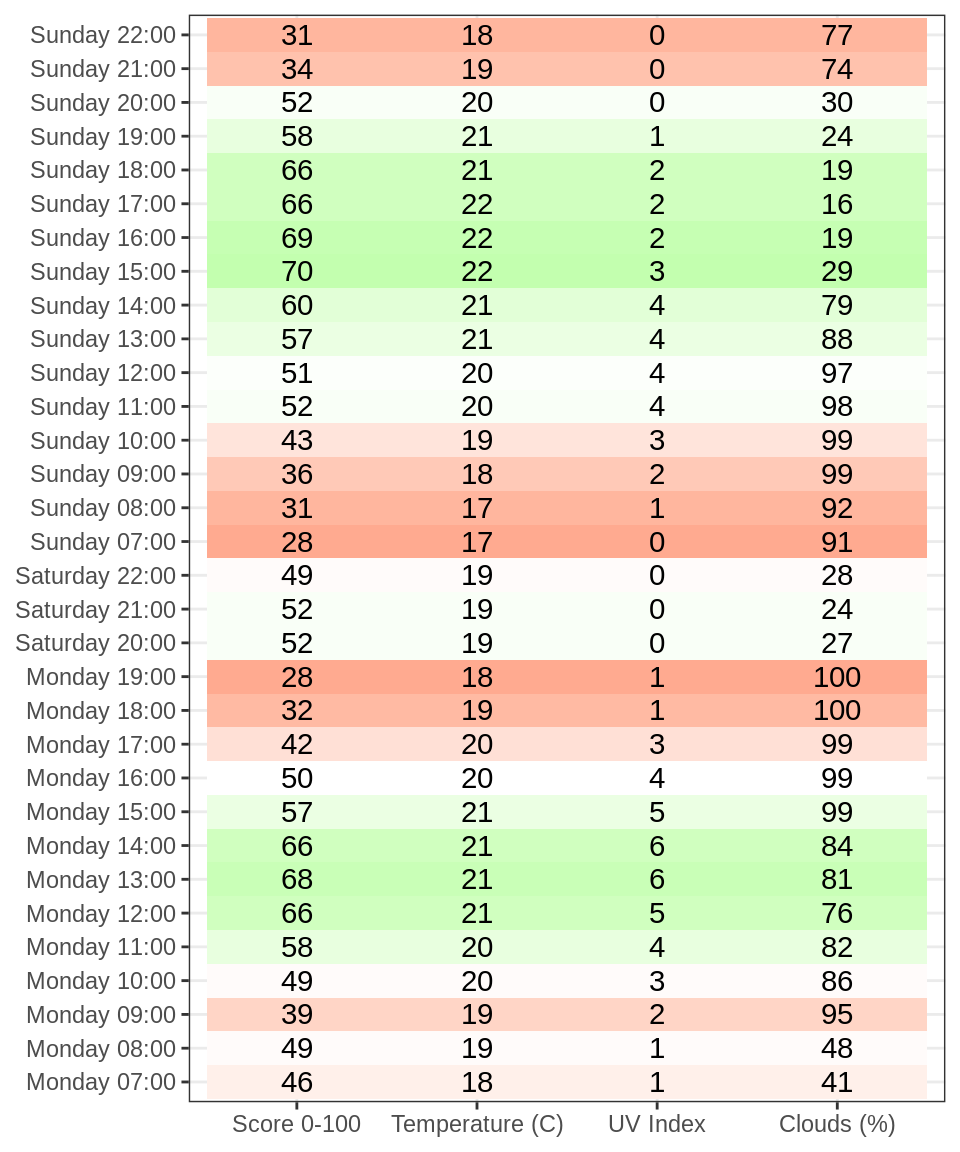 Sunday 22:00 31 18 0 77
Sunday 21:00 34 19 0 74
Sunday 20:00 52 20 0 30
Sunday 19:00 58 21 1 24
Sunday 18:00 66 21 2 19
Sunday 17:00 66 22 2 16
Sunday 16:00 69 22 2 19
Sunday 15:00 70 22 3 29
Sunday 14:00 60 21 4 79
Sunday 13:00 57 21 4 88
Sunday 12:00 51 20 4 97
Sunday 11:00 52 20 4 98
Sunday 10:00 43 19 3 99
Sunday 09:00 36 18 2 99
Sunday 08:00 31 17 1 92
Sunday 07:00 28 17 0 91
Saturday 22:00 49 19 0 28
Saturday 21:00 52 19 0 24
Saturday 20:00 52 19 0 27
Monday 19:00 28 18 1 100
Monday 18:00 32 19 1 100
Monday 17:00 42 20 3 99
Monday 16:00 50 20 4 99
Monday 15:00 57 21 5 99
Monday 14:00 66 21 6 84
Monday 13:00 68 21 6 81
Monday 12:00 66 21 5 76
Monday 11:00 58 20 4 82
Monday 10:00 49 20 3 86
Monday 09:00 39 19 2 95
Monday 08:00 49 19 1 48
Monday 07:00 46 18 1 41
Score 0-100 Temperature (C) UV Index Clouds (%)